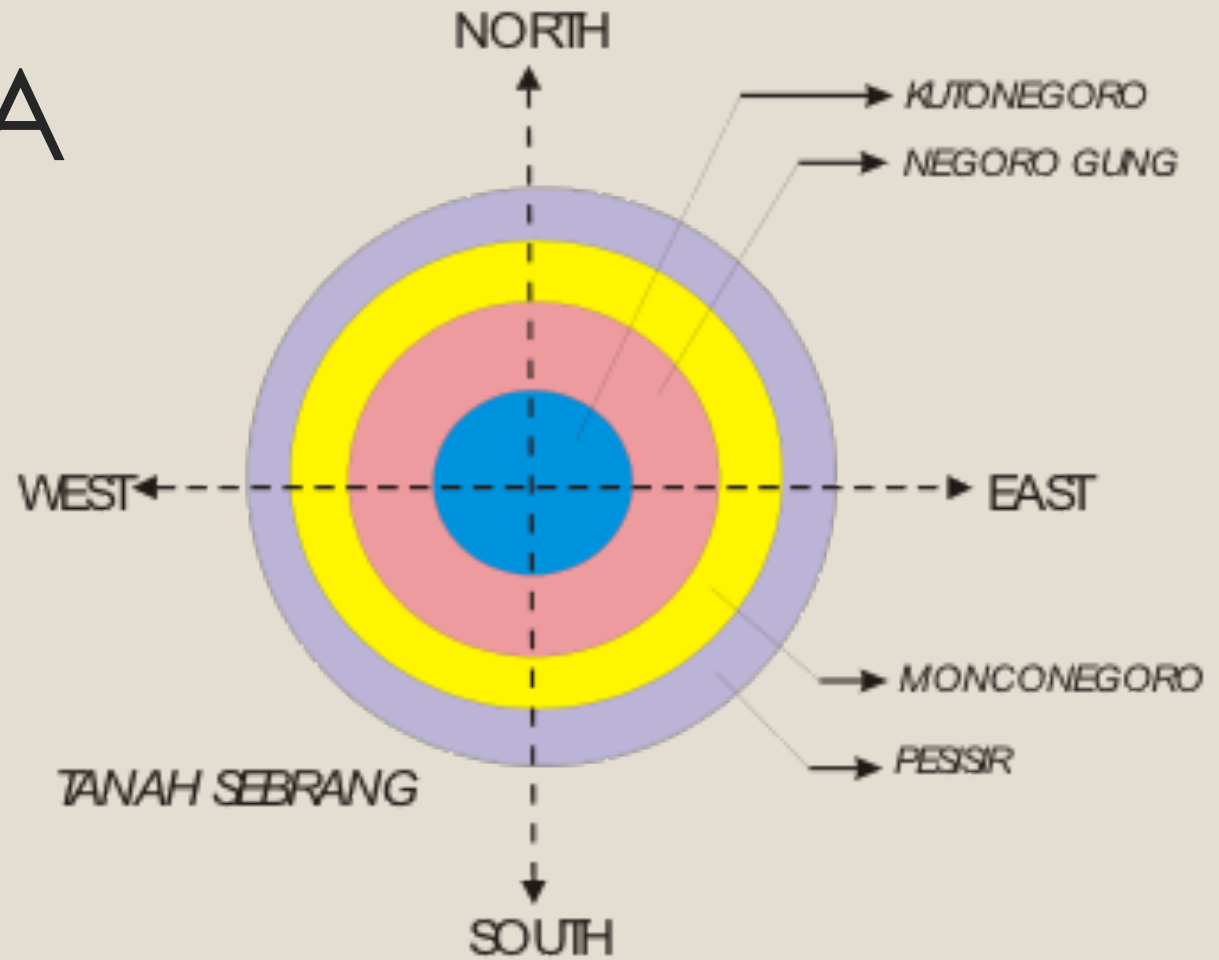 NORTH
A
KUTONEGORO
NEGORO GUNG
WEST
EAST
MONCONEGORO
PESISIR
TANAH SEBRANG
SOUTH